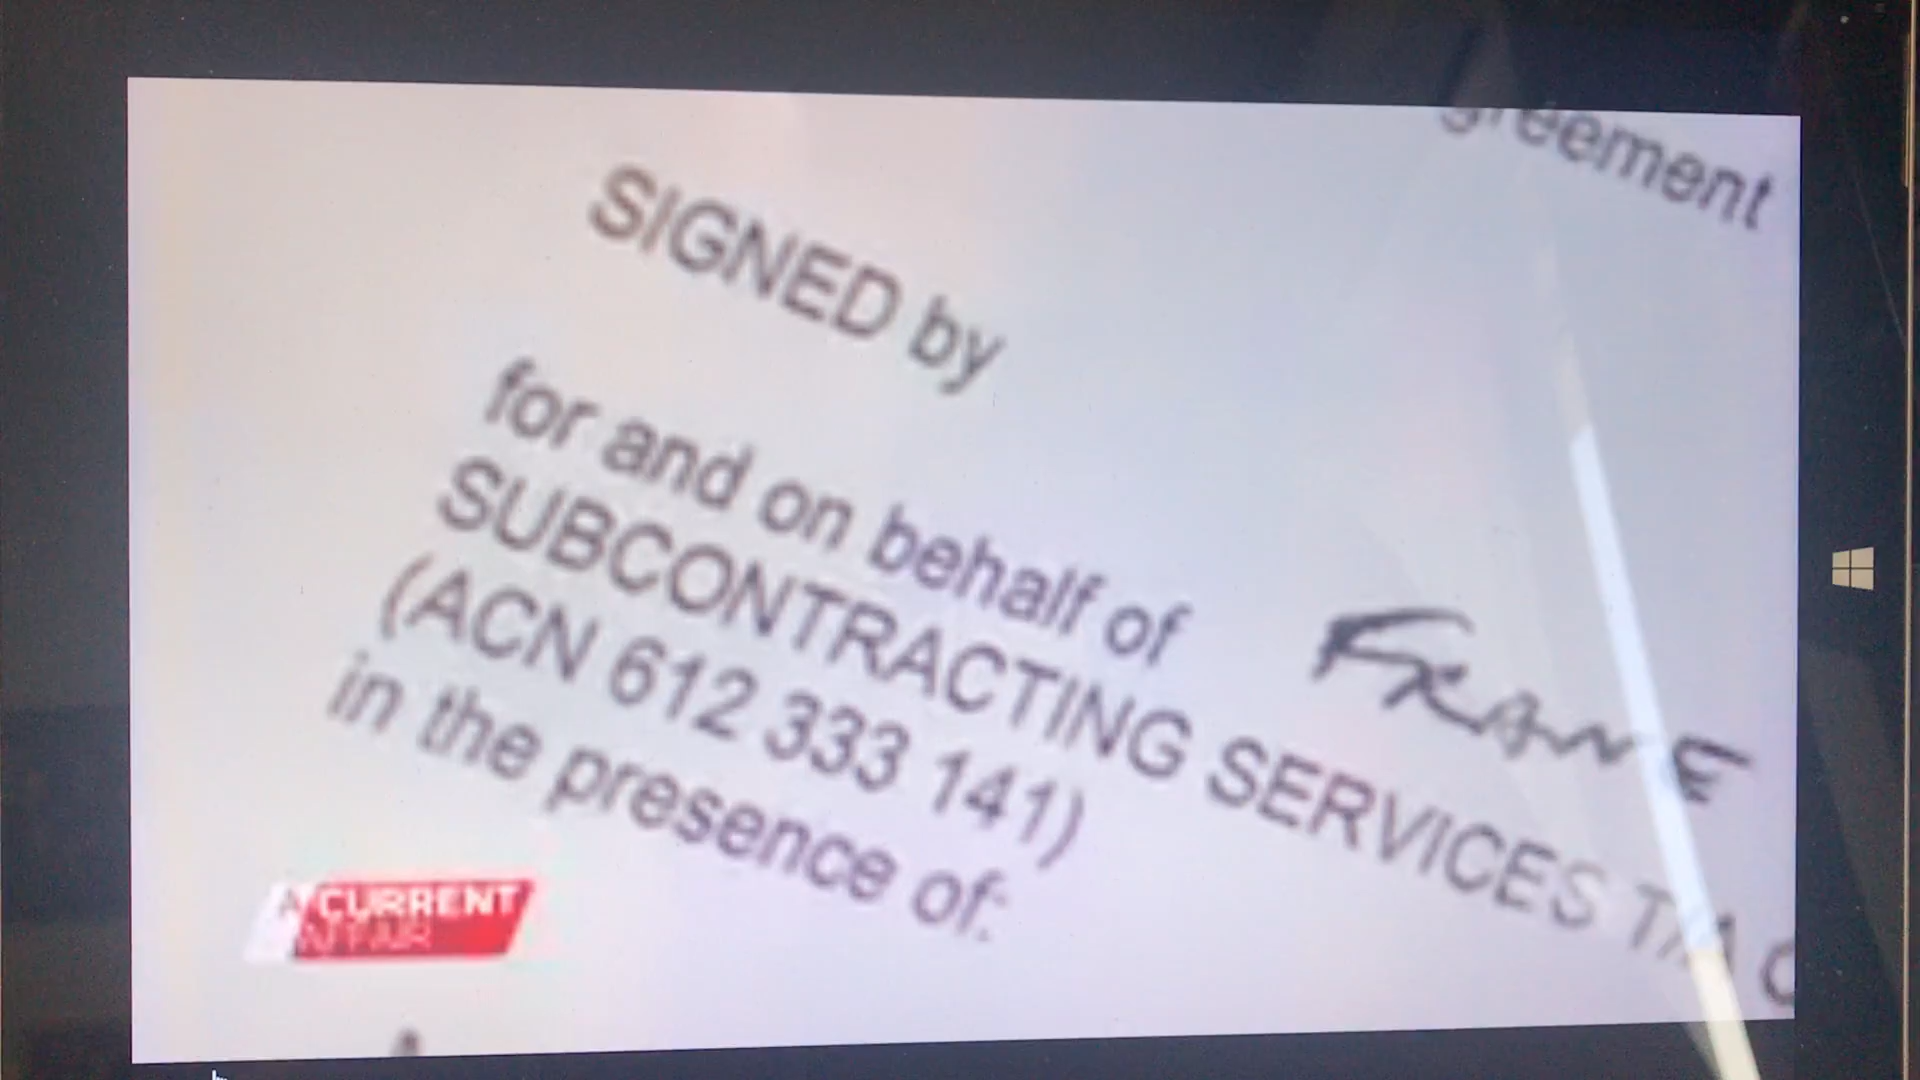 greement
SIGNED by
for and on behalf of
SUBCONTRACTING SERVICES T/A
(ACN 612 333 141)
in the presence of:
FRANE
A CURRENT
AFFAIR